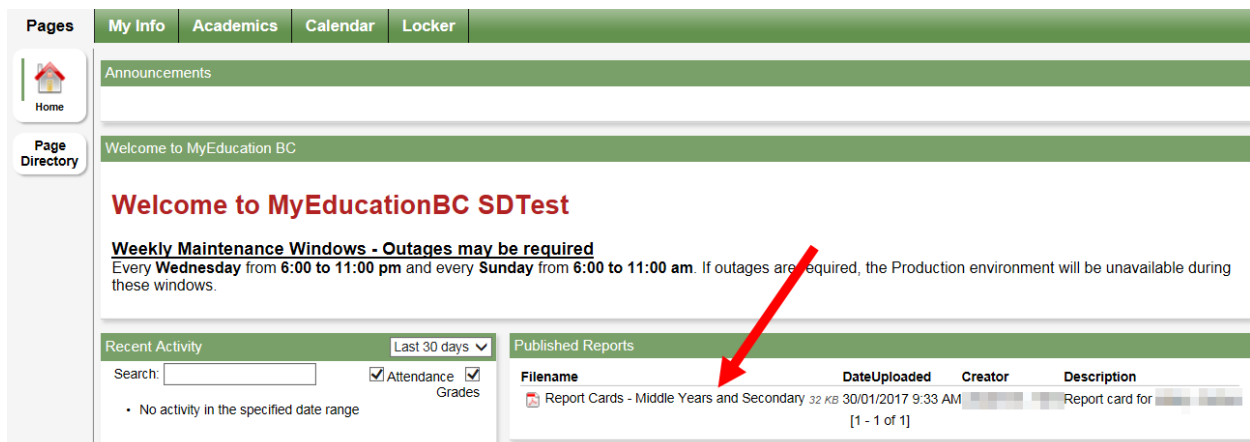 Pages My Info Academics Calendar Locker
Home
Page
Directory
Announcements
Welcome to MyEducation BC
Welcome to MyEducationBC SDTest
Weekly Maintenance Windows - Outages may be required
Every Wednesday from 6:00 to 11:00 pm and every Sunday from 6:00 to 11:00 am. If outages are required, the Production environment will be unavailable during
these windows.
Recent Activity Last 30 days
Search: Attendance
Grades
• No activity in the specified date range
Published Reports
Filename DateUploaded Creator Description
Report Cards - Middle Years and Secondary 32 KB 30/01/2017 9:33 AM Report card for
[1 - 1 of 1]